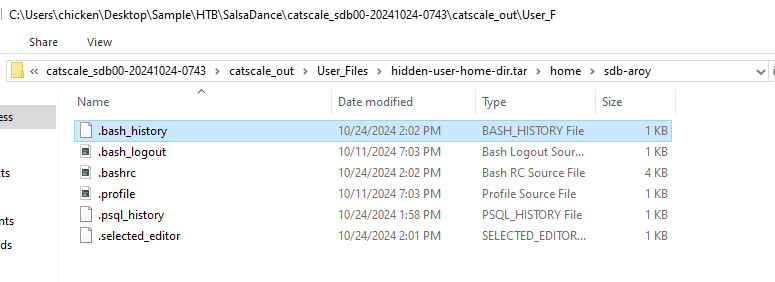 C:\Users\chicken\Desktop\Sample\HTB\SalsaDance\catscale_sdb00-20241024-0743\catscale_out\User_F
Share View
« catscale_sdb00-20241024-0743 > catscale_out > User_Files > hidden-user-home-dir.tar > home > sdb-aroy
Name Date modified Type Size
.bash_history 10/24/2024 2:02 PM BASH_HISTORY File 1 KB
.bash_logout 10/11/2024 7:03 PM Bash Logout Sour... 1 KB
.bashrc 10/24/2024 2:02 PM Bash RC Source File 4 KB
.profile 10/11/2024 7:03 PM Profile Source File 1 KB
.psql_history 10/24/2024 1:58 PM PSQL_HISTORY File 1 KB
.selected_editor 10/24/2024 2:01 PM SELECTED_EDITOR... 1 KB
ess
ts
nts
ds